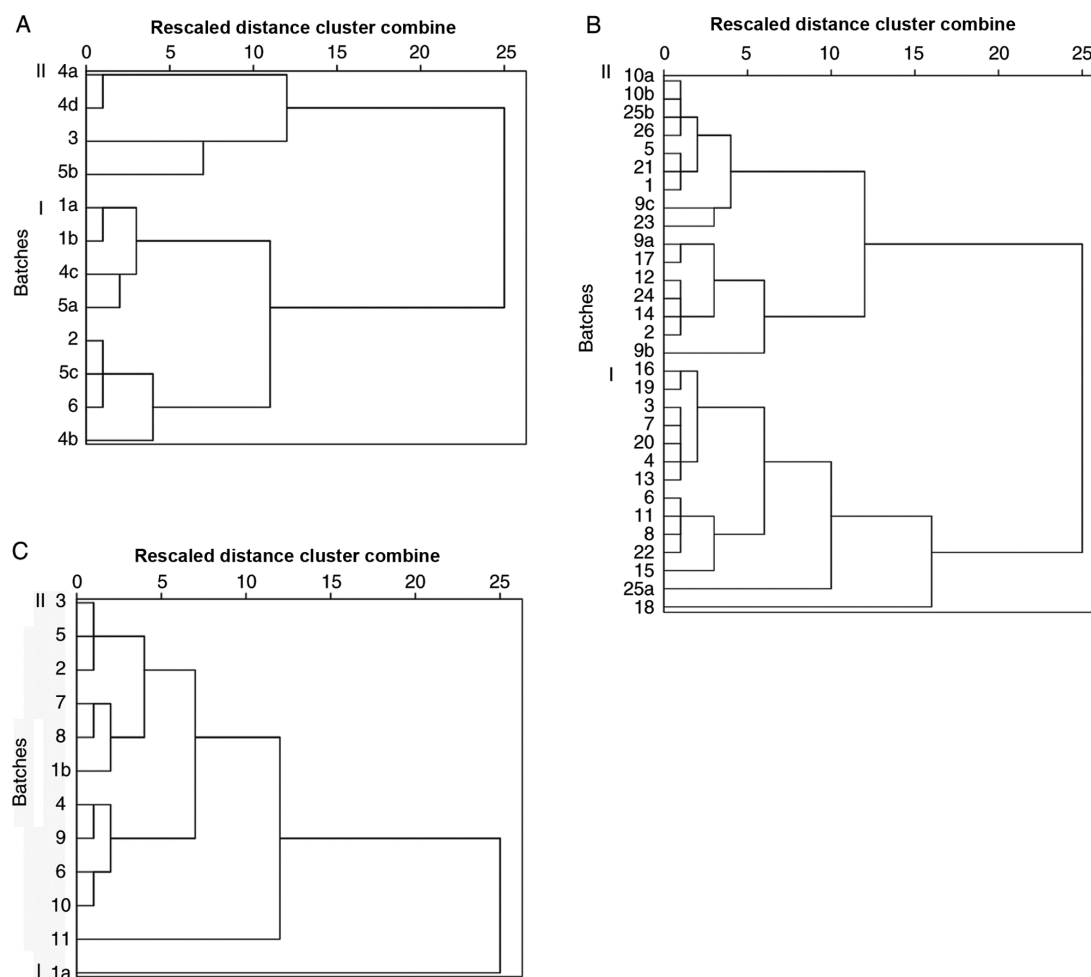 A
Rescaled distance cluster combine
0 5 10 15 20 25
II 4a
4d
3
5b
I 1a
1b
4c
5a
2
5c
6
4b
Batches
B
Rescaled distance cluster combine
0 5 10 15 20 25
II 10a
10b
25b
26
5
21
1
9c
23
9a
17
12
24
14
2
9b
I 16
19
3
7
20
4
13
6
11
8
22
15
25a
18
Batches
C
Rescaled distance cluster combine
0 5 10 15 20 25
II 3
5
2
7
8
1b
4
9
6
10
11
I 1a
Batches